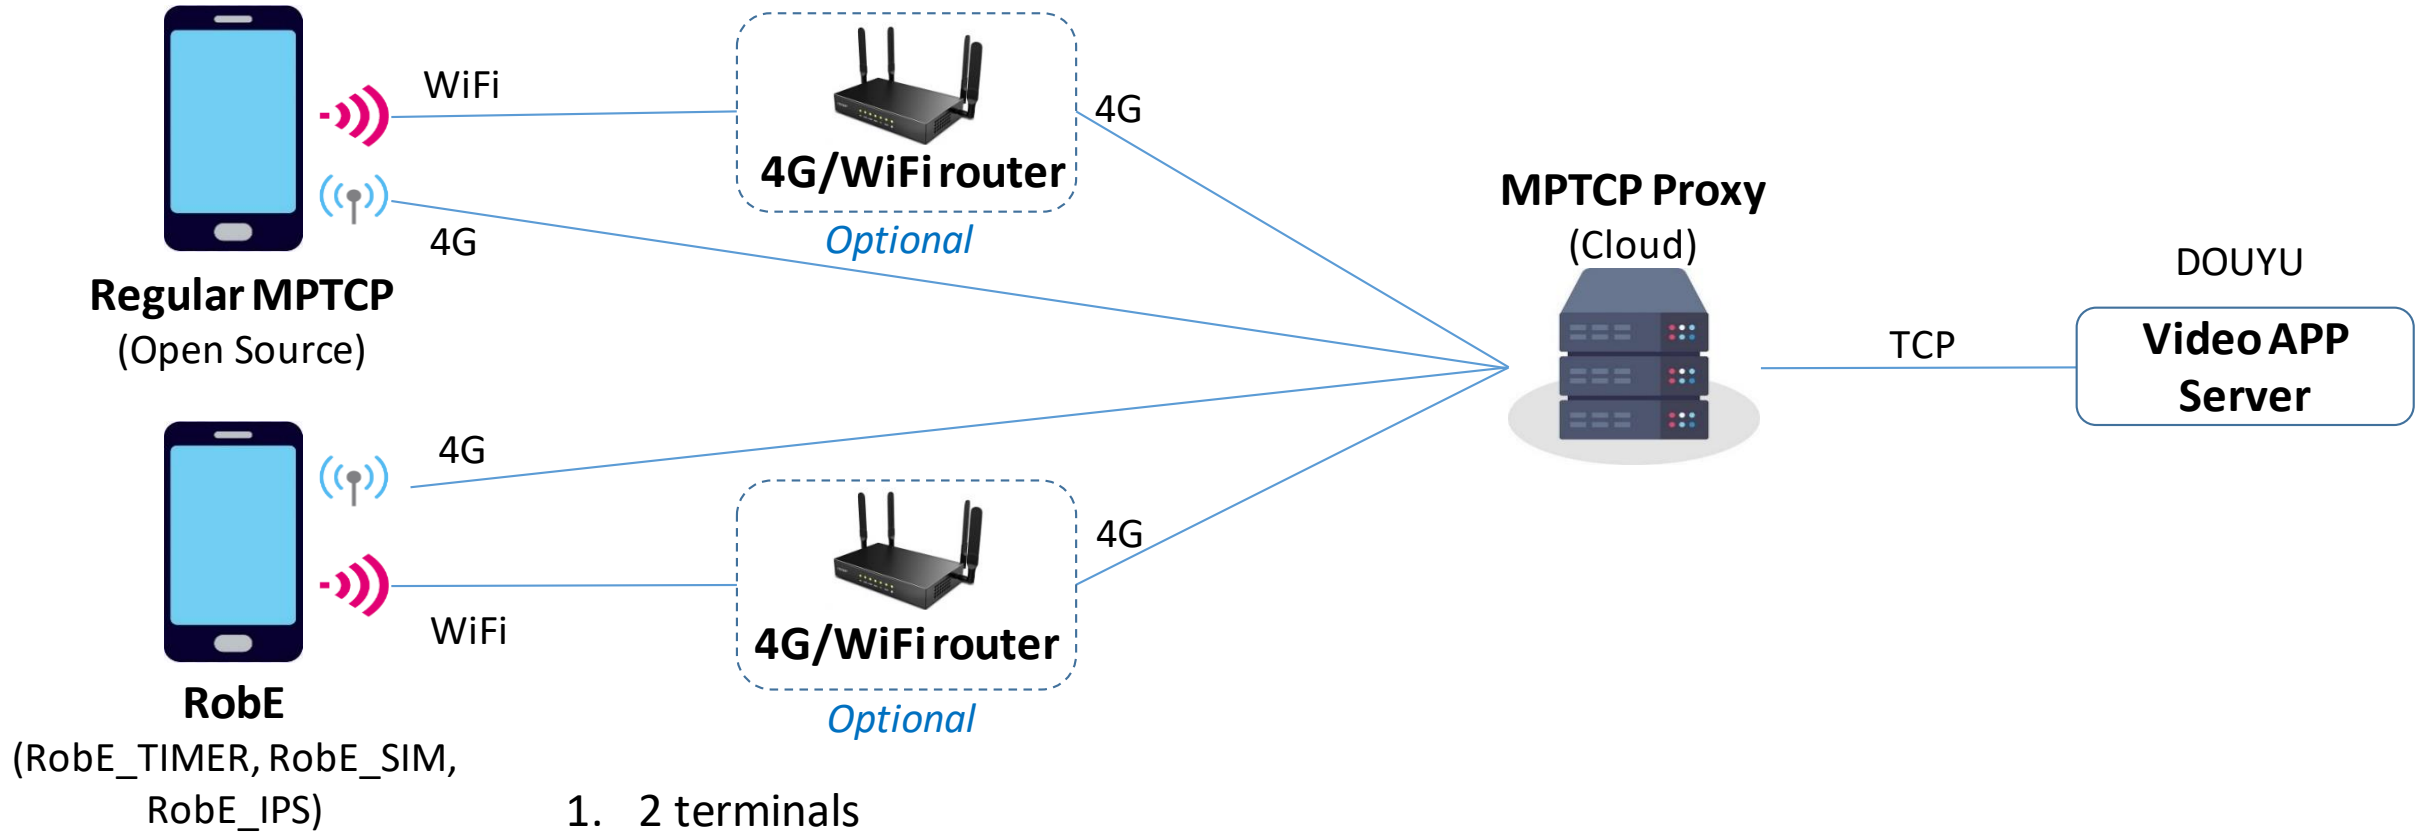 WiFi
4G
4G/WiFi router
Optional
4G
Regular MPTCP
(Open Source)
MPTCP Proxy
(Cloud)
DOUYU
TCP
Video APP
Server
4G
4G
WiFi
4G/WiFi router
Optional
RobE
(RobE_TIMER, RobE_SIM,
RobE_IPS)
1. 2 terminals